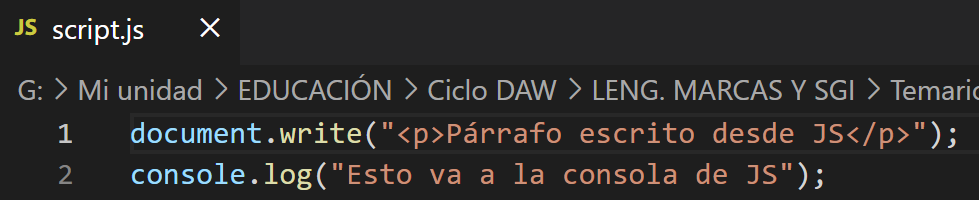 JS script.js ×
G: > Mi unidad > EDUCACIÓN > Ciclo DAW > LENG. MARCAS Y SGI > Temario
1 document.write("<p>Párrafo escrito desde JS</p>");
2 console.log("Esto va a la consola de JS");